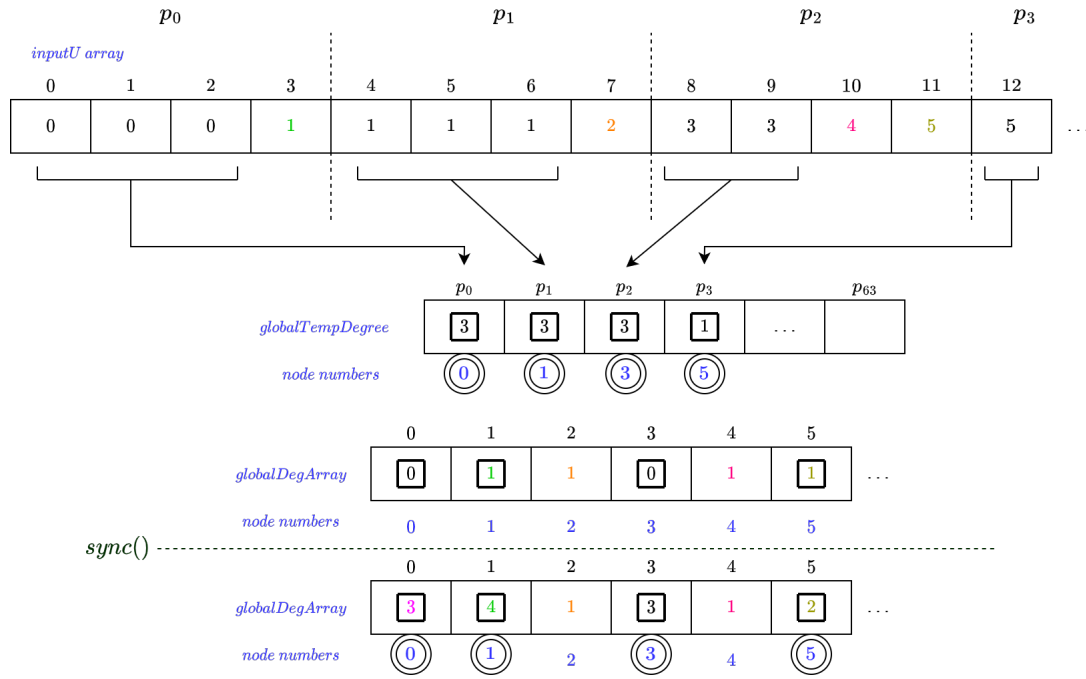 p0 p1 p2 p3
inputU array
0 1 2 3 4 5 6 7 8 9 10 11 12
0 0 0 1 1 1 1 2 3 3 4 5 5 ...
p0 p1 p2 p3 p63
globalTempDegree 3 3 3 1 ...
node numbers 0 1 3 5
0 1 2 3 4 5
globalDegArray 0 1 1 0 1 1 ...
node numbers 0 1 2 3 4 5
sync()
0 1 2 3 4 5
globalDegArray 3 4 1 3 1 2 ...
node numbers 0 1 2 3 4 5